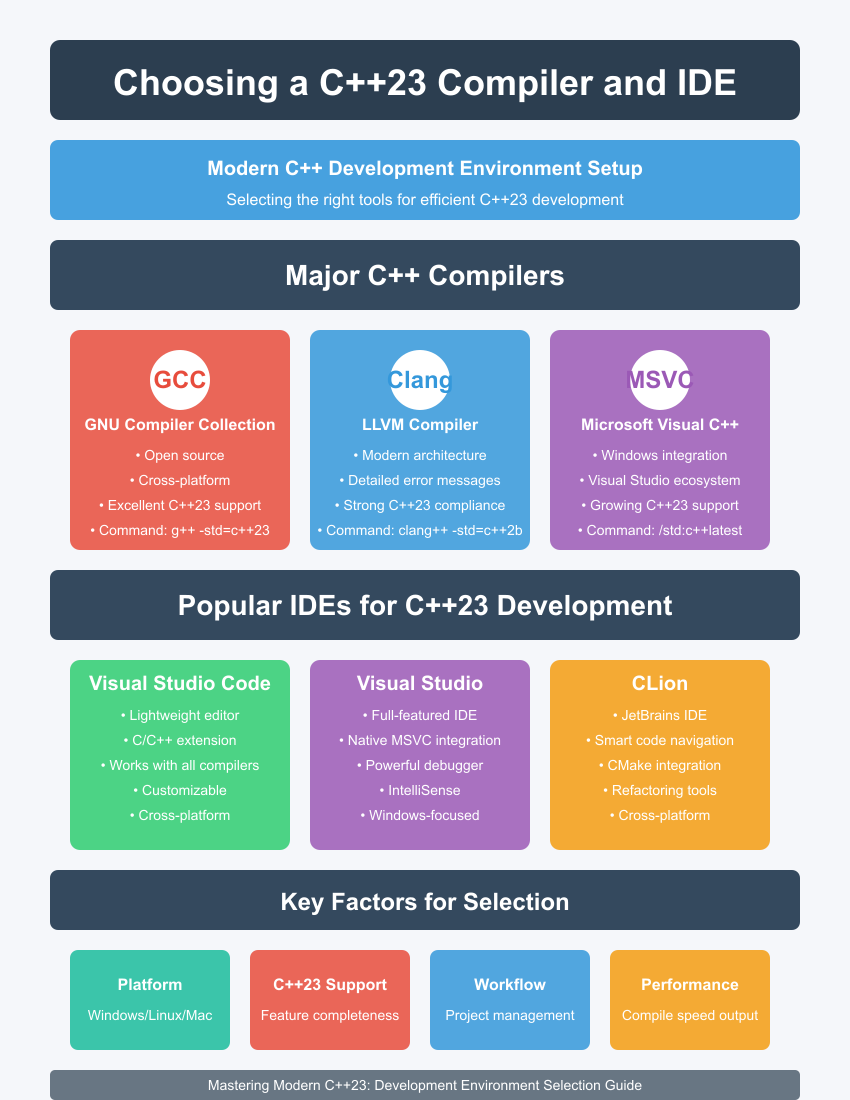 Choosing a C++23 Compiler and IDE
Modern C++ Development Environment Setup
Selecting the right tools for efficient C++23 development
Major C++ Compilers
GCC
GNU Compiler Collection
• Open source
• Cross-platform
• Excellent C++23 support
• Command: g++ -std=c++23
Clang
LLVM Compiler
• Modern architecture
• Detailed error messages
• Strong C++23 compliance
• Command: clang++ -std=c++2b
MSVC
Microsoft Visual C++
• Windows integration
• Visual Studio ecosystem
• Growing C++23 support
• Command: /std:c++latest
Popular IDEs for C++23 Development
Visual Studio Code
• Lightweight editor
• C/C++ extension
• Works with all compilers
• Customizable
• Cross-platform
Visual Studio
• Full-featured IDE
• Native MSVC integration
• Powerful debugger
• IntelliSense
• Windows-focused
CLion
• JetBrains IDE
• Smart code navigation
• CMake integration
• Refactoring tools
• Cross-platform
Key Factors for Selection
Platform
Windows/Linux/Mac
C++23 Support
Feature completeness
Workflow
Project management
Performance
Compile speed output
Mastering Modern C++23: Development Environment Selection Guide